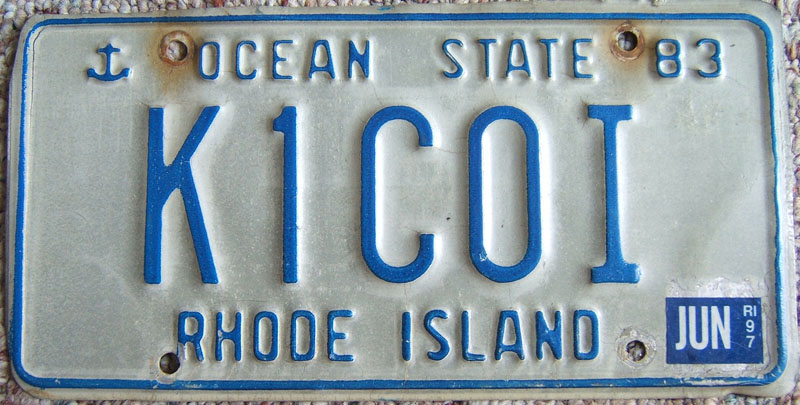 OCEAN STATE 83
K1COI
RHODE ISLAND
JUN RI 97